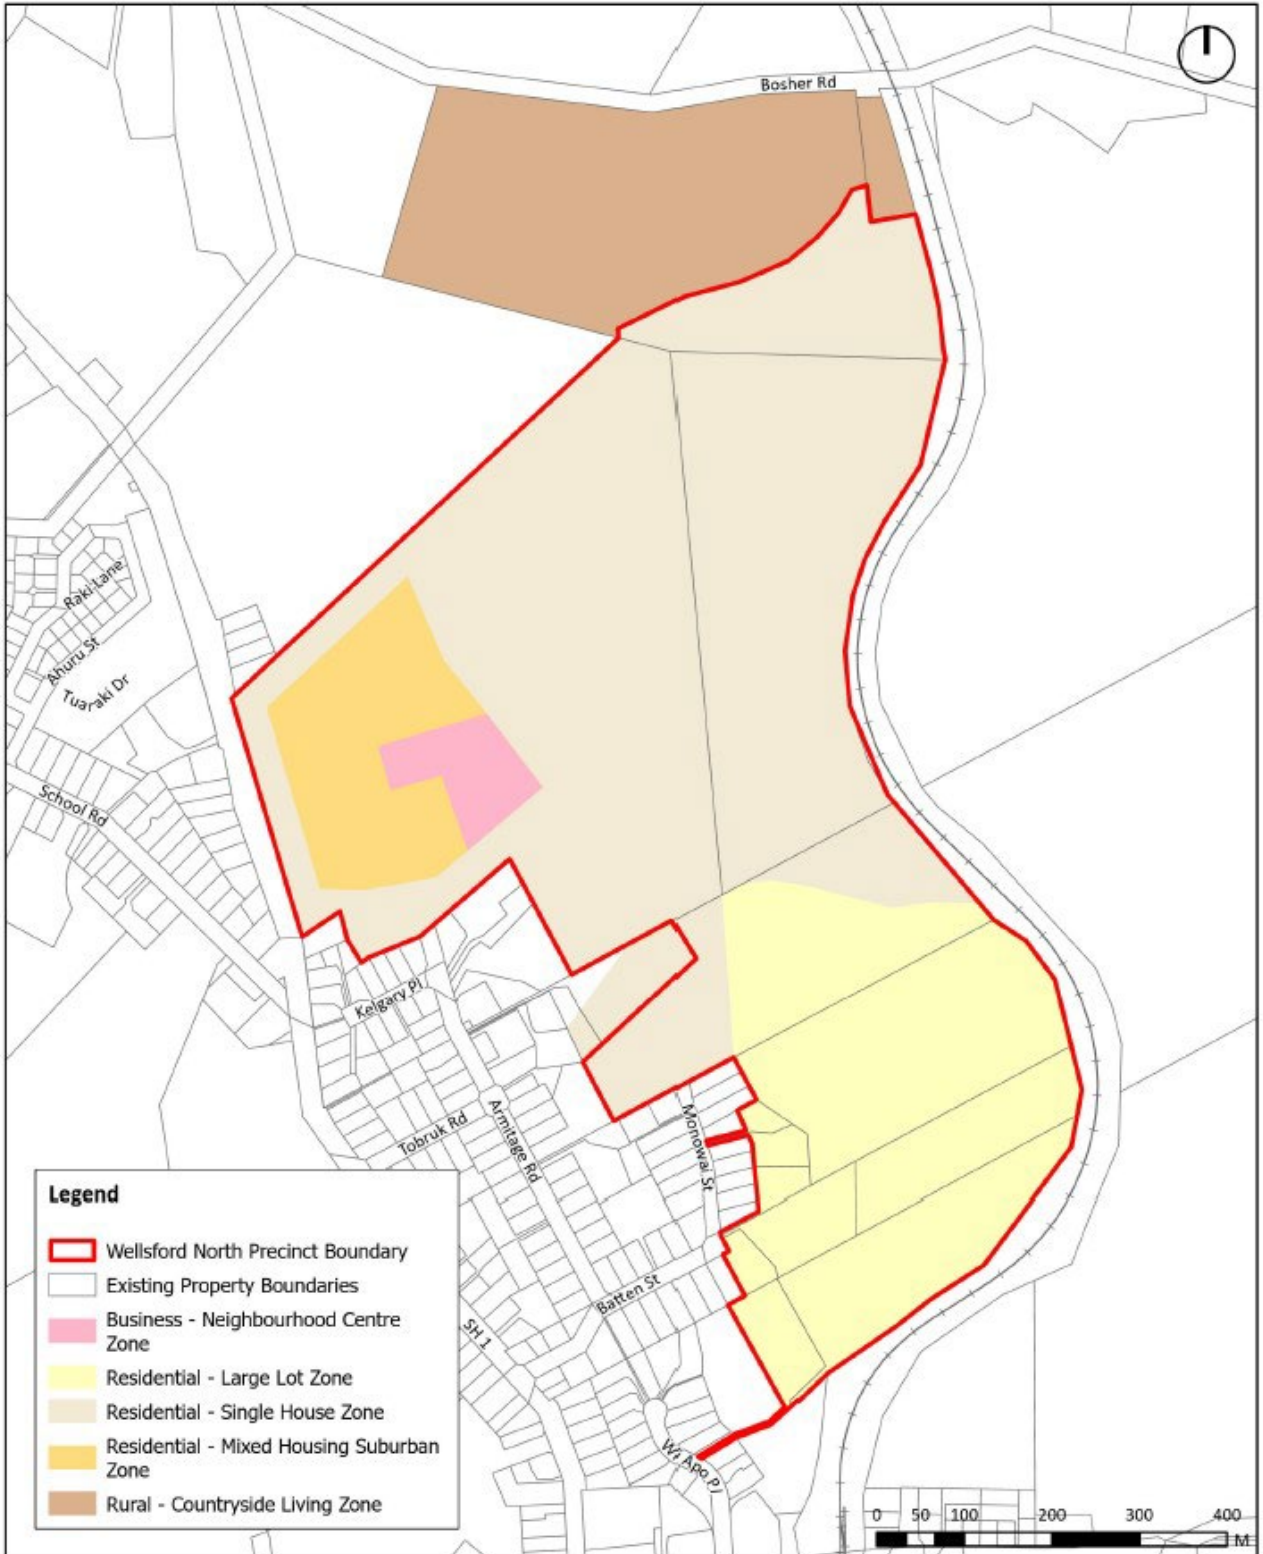 Bosher Rd
Raki Lane
Ahuru St
Tuaraki Dr
School Rd
Kelgary Pl
Tobruk Rd
Armitage Rd
Monowai St
Batten St
SH 1
Wi Apo Pl
Legend
Wellsford North Precinct Boundary
Existing Property Boundaries
Business - Neighbourhood Centre
Zone
Residential - Large Lot Zone
Residential - Single House Zone
Residential - Mixed Housing Suburban
Zone
Rural - Countryside Living Zone
0 50 100 200 300 400
M